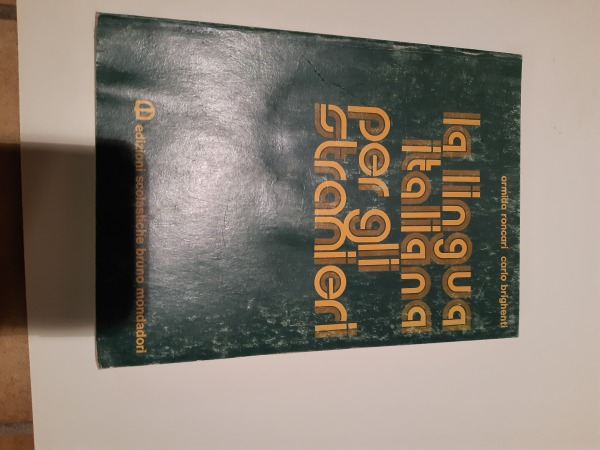 armida roncari carlo brighenti
la lingua
italiana
per gli
stranieri
edizioni scolastiche bruno mondadori